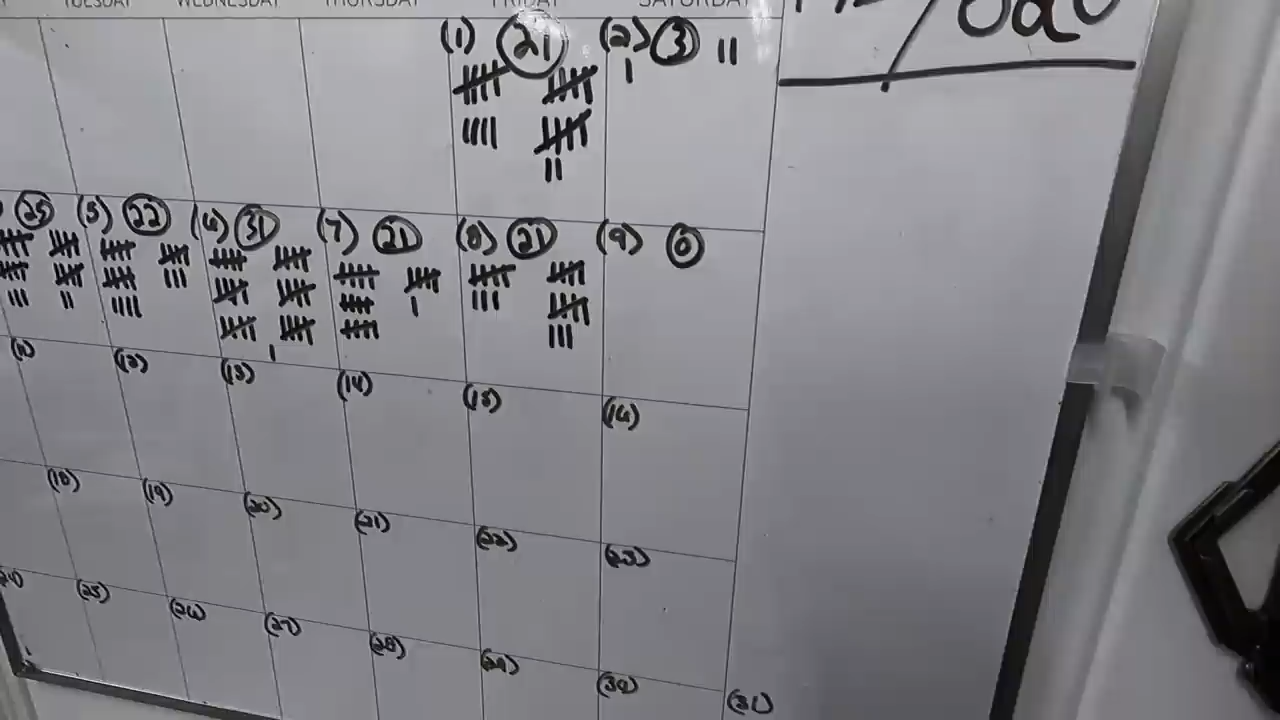 TUESDAY WEDNESDAY THURSDAY FRIDAY SATURDAY
(1) 21 (2) 3
25 (5) 22 (6) 31 (7) 21 (8) 21 (9) 0
(12) (13) (14) (15) (16)
(18) (19) (20) (21) (22) (23)
(25) (26) (27) (28) (29) (30) (31)